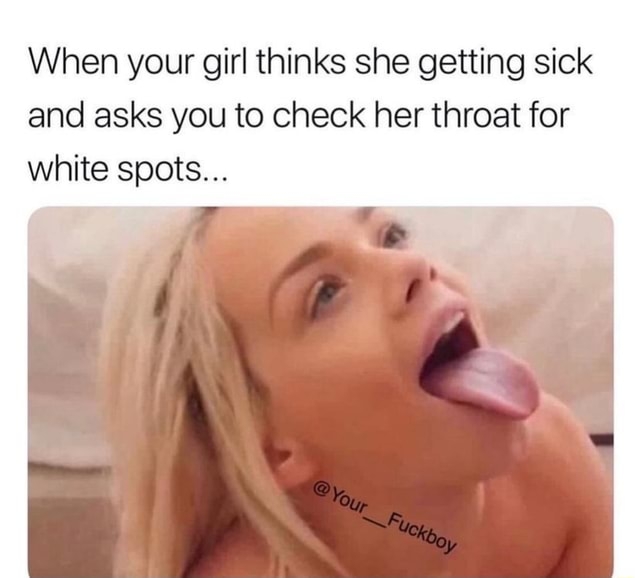 When your girl thinks she getting sick
and asks you to check her throat for
white spots...
@Your__Fuckboy